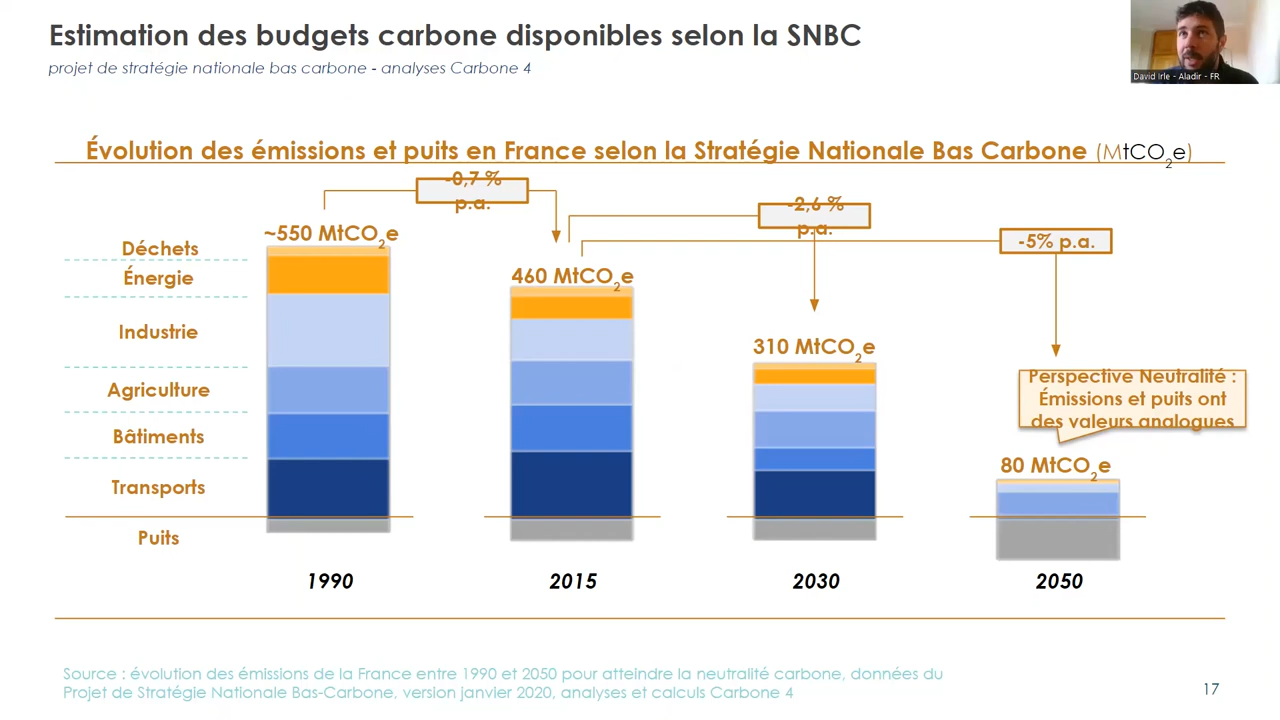 Estimation des budgets carbone disponibles selon la SNBC
projet de stratégie nationale bas carbone - analyses Carbone 4
David Irle - Aladir - FR
Évolution des émissions et puits en France selon la Stratégie Nationale Bas Carbone (MtCO2e)
-0,7 %
p.a.
-2,6 %
p.a.
-5% p.a.
~550 MtCO2e
460 MtCO2e
310 MtCO2e
80 MtCO2e
Perspective Neutralité :
Émissions et puits ont
des valeurs analogues
Déchets
Énergie
Industrie
Agriculture
Bâtiments
Transports
Puits
1990
2015
2030
2050
Source : évolution des émissions de la France entre 1990 et 2050 pour atteindre la neutralité carbone, données du
Projet de Stratégie Nationale Bas-Carbone, version janvier 2020, analyses et calculs Carbone 4
17